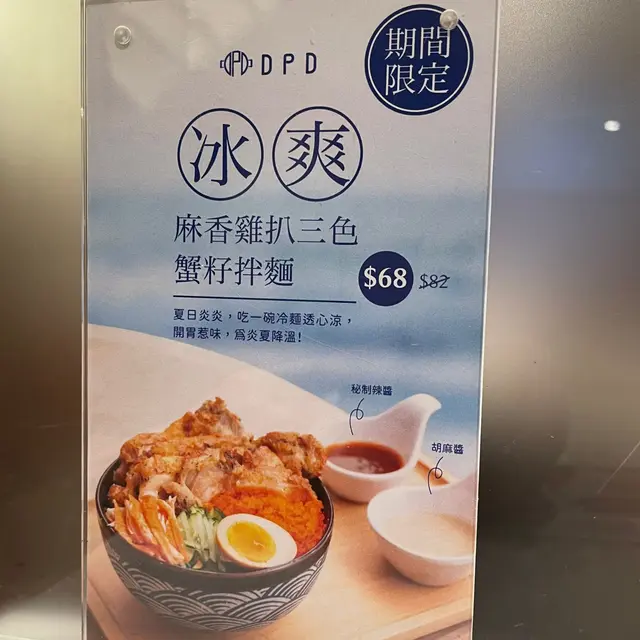 期間
限定
DPD
冰爽
麻香雞扒三色
蟹籽拌麵
$68 $82
夏日炎炎，吃一碗冷麵透心涼，
開胃惹味，為炎夏降溫!
秘制辣醬
胡麻醬